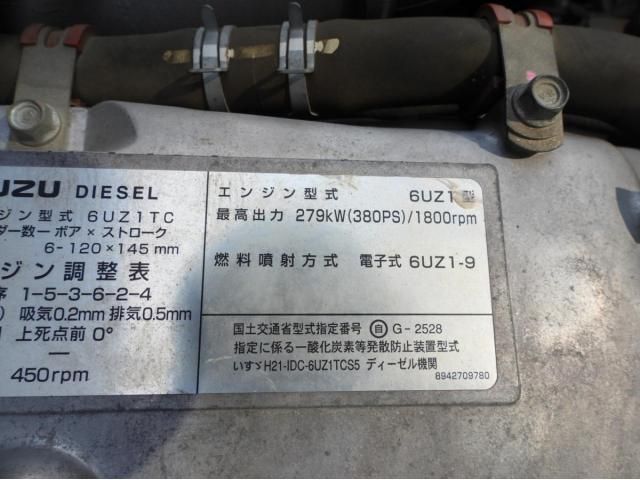 UZU DIESEL
ジン型式 6UZ1TC
ダー数ーボア×ストローク
6-120×145mm
ジン調整表
序 1-5-3-6-2-4
) 吸気0.2mm 排気0.5mm
上死点前 0°
—
450rpm
エンジン型式 6UZ1型
最高出力 279kW(380PS)/1800rpm
燃料噴射方式 電子式 6UZ1-9
国土交通省型式指定番号 自 G-2528
指定に係る一酸化炭素等発散防止装置型式
いすゞH21-IDC-6UZ1TCS5 ディーゼル機関
8942709780